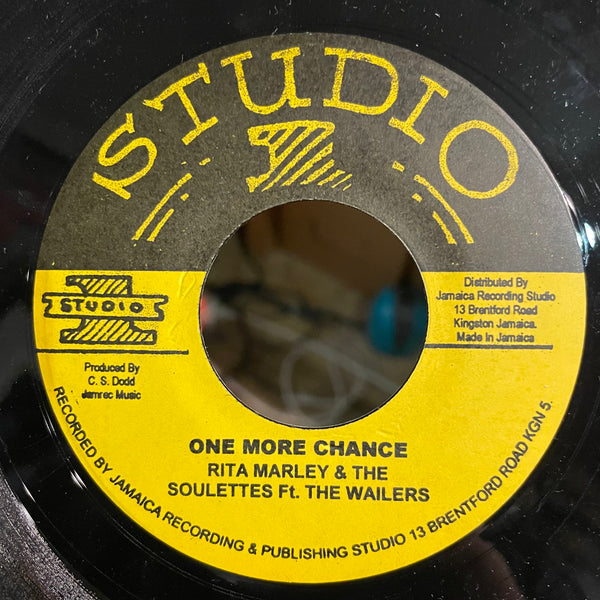 STUDIO
1
STUDIO
Produced By
C. S. Dodd
Jamrec Music
Distributed By
Jamaica Recording Studio
13 Brentford Road
Kingston Jamaica.
Made In Jamaica
ONE MORE CHANCE
RITA MARLEY & THE
SOULETTES Ft. THE WAILERS
RECORDED BY JAMAICA RECORDING & PUBLISHING STUDIO 13 BRENTFORD ROAD KGN 5.